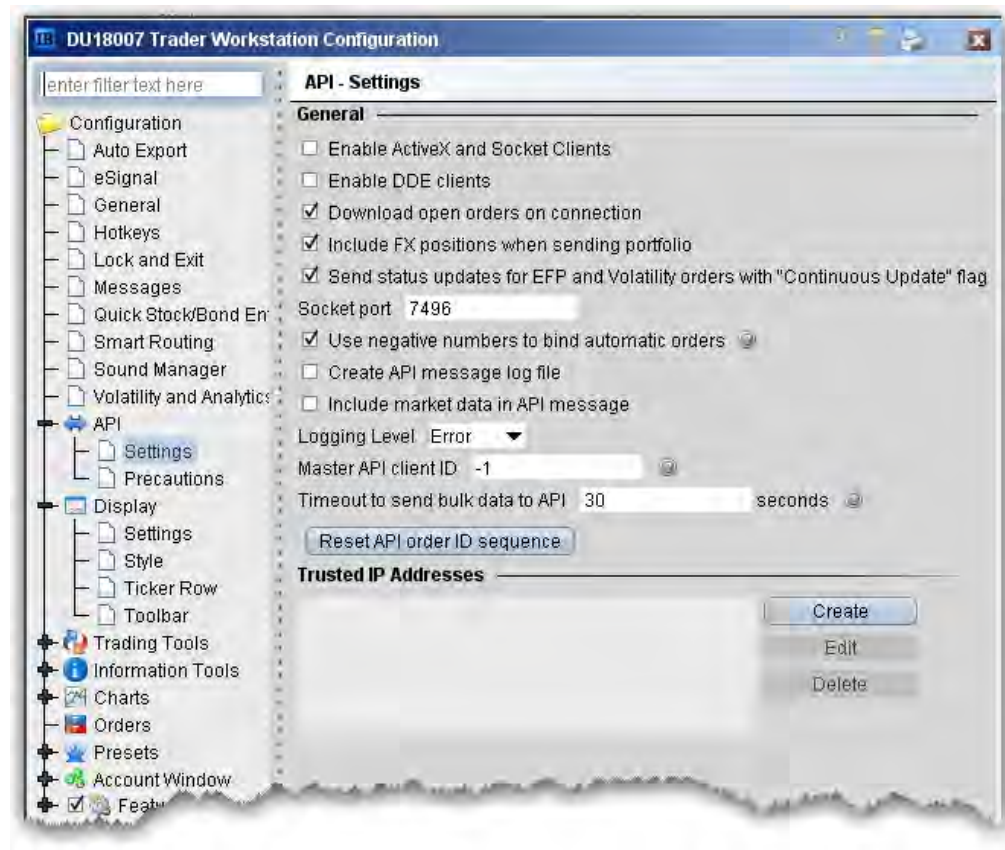 DU18007 Trader Workstation Configuration
enter filter text here
Configuration
Auto Export
eSignal
General
Hotkeys
Lock and Exit
Messages
Quick Stock/Bond En
Smart Routing
Sound Manager
Volatility and Analytics
API
Settings
Precautions
Display
Settings
Style
Ticker Row
Toolbar
Trading Tools
Information Tools
Charts
Orders
Presets
Account Window
API - Settings
General
Enable ActiveX and Socket Clients
Enable DDE clients
Download open orders on connection
Include FX positions when sending portfolio
Send status updates for EFP and Volatility orders with "Continuous Update" flag
Socket port 7496
Use negative numbers to bind automatic orders
Create API message log file
Include market data in API message
Logging Level Error
Master API client ID -1
Timeout to send bulk data to API 30 seconds
Reset API order ID sequence
Trusted IP Addresses
Create
Edit
Delete